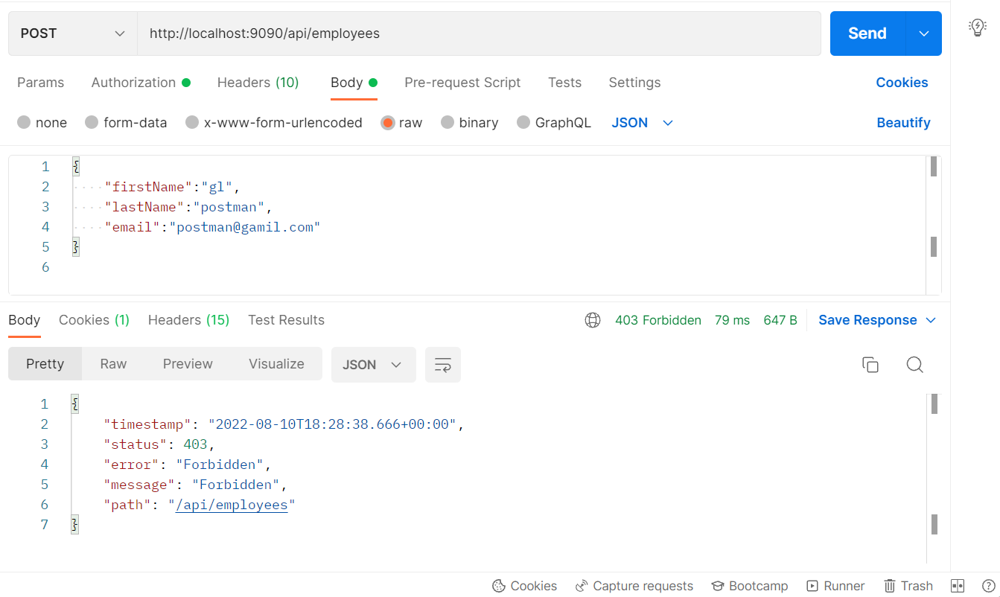 POST http://localhost:9090/api/employees Send
Params Authorization Headers (10) Body Pre-request Script Tests Settings Cookies
none form-data x-www-form-urlencoded raw binary GraphQL JSON Beautify
1 {
2 "firstName":"gl",
3 "lastName":"postman",
4 "email":"postman@gamil.com"
5 }
6
Body Cookies (1) Headers (15) Test Results 403 Forbidden 79 ms 647 B Save Response
Pretty Raw Preview Visualize JSON
1 {
2 "timestamp": "2022-08-10T18:28:38.666+00:00",
3 "status": 403,
4 "error": "Forbidden",
5 "message": "Forbidden",
6 "path": "/api/employees"
7 }
Cookies Capture requests Bootcamp Runner Trash